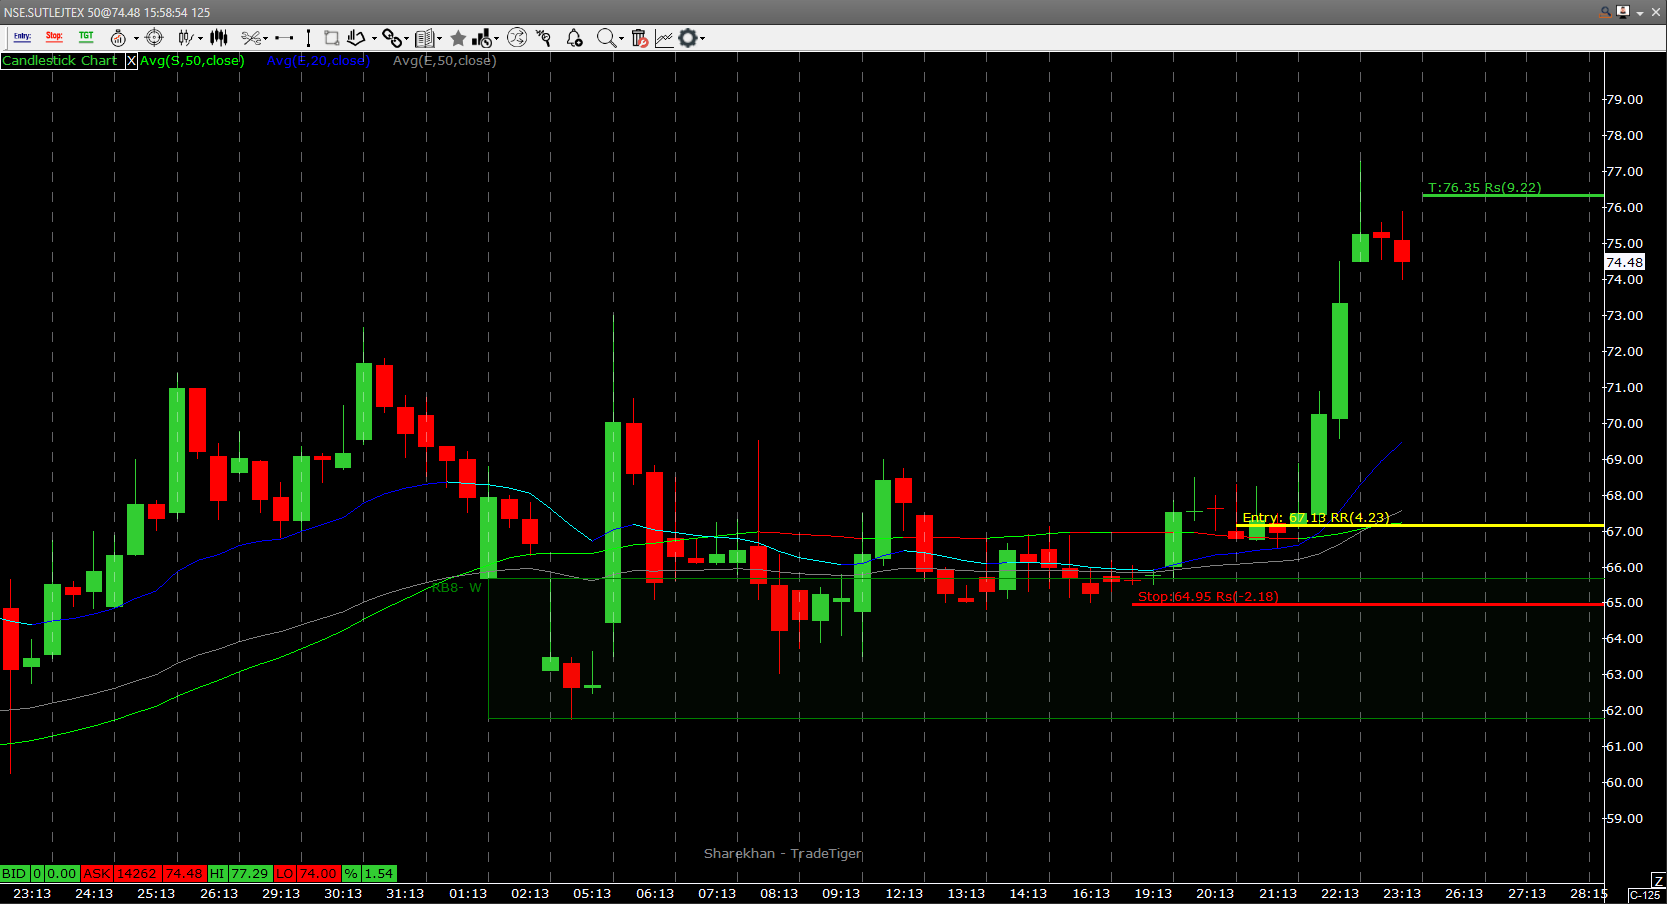 NSE.SUTLEJTEX 50@74.48 15:58:54 125
Entry: Stop: TGT
Candlestick Chart X Avg(S,50,close) Avg(E,20,close) Avg(E,50,close)
79.00
78.00
77.00
T:76.35 Rs(9.22)
76.00
75.00
74.48
74.00
73.00
72.00
71.00
70.00
69.00
68.00
Entry: 67.13 RR(4.23)
67.00
66.00
RB8- W
Stop:64.95 Rs(-2.18)
65.00
64.00
63.00
62.00
61.00
60.00
59.00
Sharekhan - TradeTiger
BID 0 0.00 ASK 14262 74.48 HI 77.29 LO 74.00 % 1.54
Z
23:13 24:13 25:13 26:13 29:13 30:13 31:13 01:13 02:13 05:13 06:13 07:13 08:13 09:13 12:13 13:13 14:13 16:13 19:13 20:13 21:13 22:13 23:13 26:13 27:13 28:15 C-125